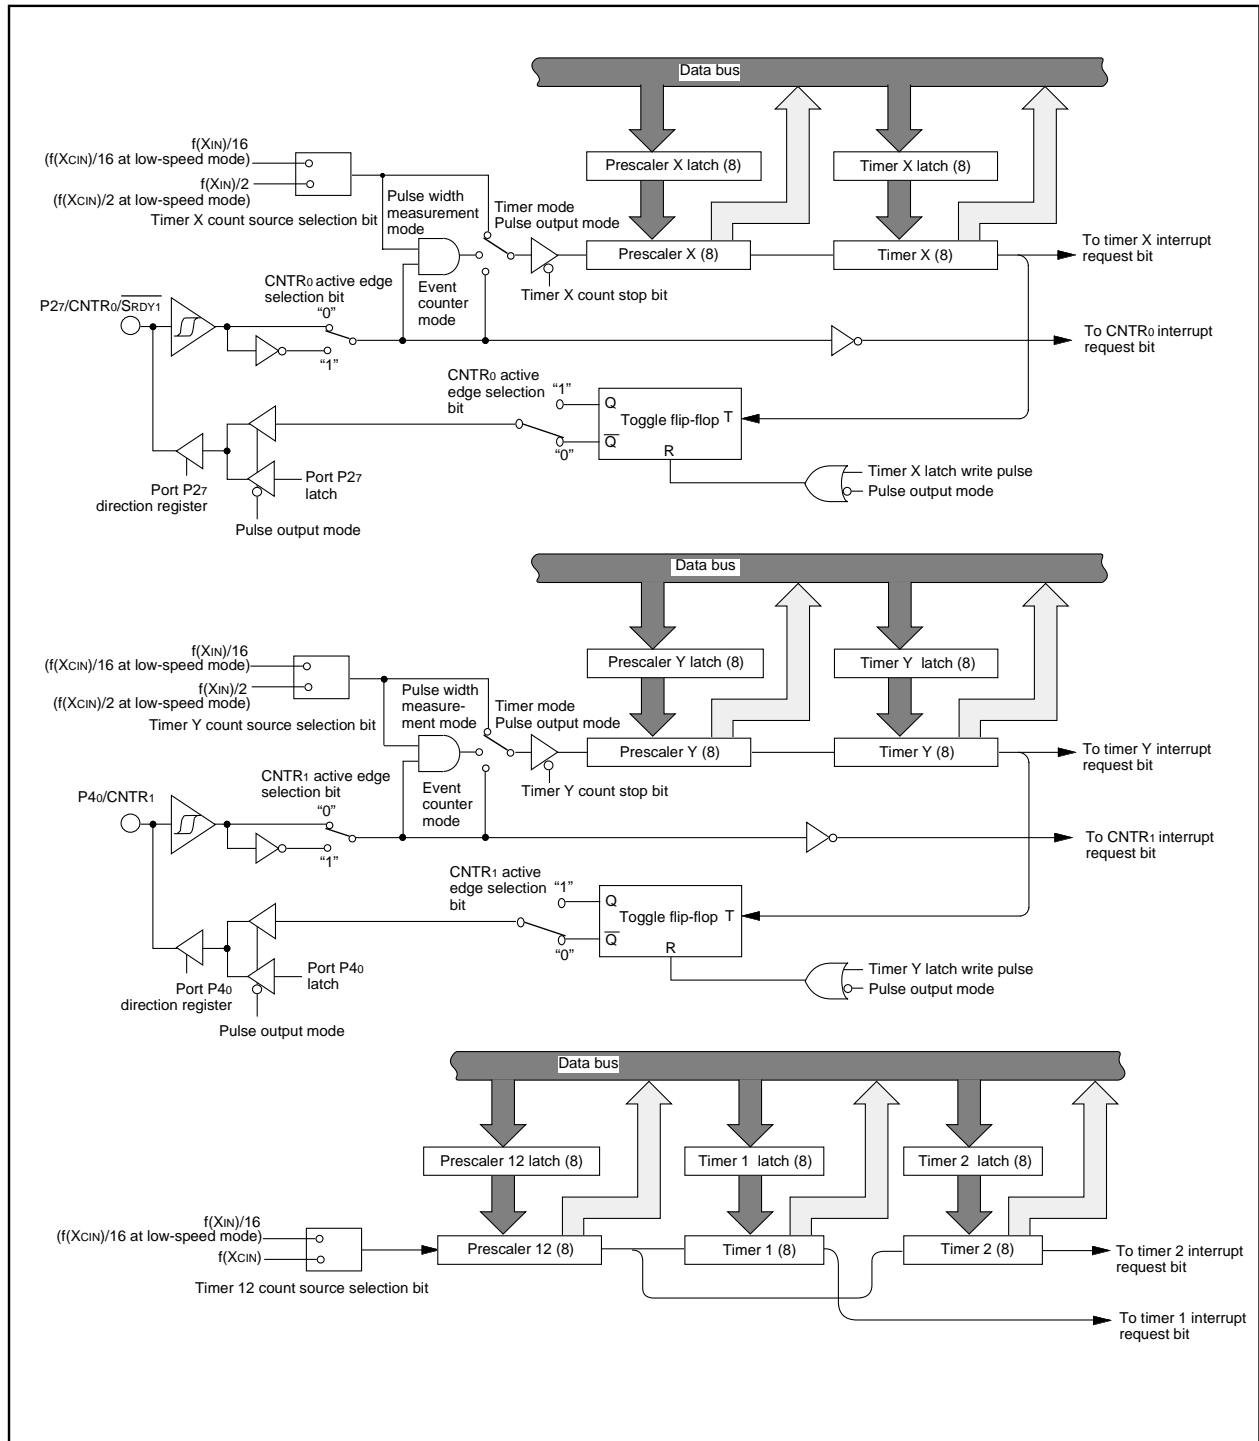 Data bus
f(XIN)/16
(f(XCIN)/16 at low-speed mode)
f(XIN)/2
(f(XCIN)/2 at low-speed mode)
Timer X count source selection bit
Pulse width
measurement
mode
Timer mode
Pulse output mode
Prescaler X latch (8)
Timer X latch (8)
Prescaler X (8)
Timer X (8)
To timer X interrupt
request bit
CNTR0 active edge
selection bit
Event
counter
mode
Timer X count stop bit
P27/CNTR0/SRDY1
"0"
"1"
To CNTR0 interrupt
request bit
CNTR0 active
edge selection
bit
"1"
"0"
Q
Toggle flip-flop
T
Q
R
Timer X latch write pulse
Pulse output mode
Port P27
latch
Port P27
direction register
Pulse output mode
Data bus
f(XIN)/16
(f(XCIN)/16 at low-speed mode)
f(XIN)/2
(f(XCIN)/2 at low-speed mode)
Timer Y count source selection bit
Pulse width
measure-
ment mode
Timer mode
Pulse output mode
Prescaler Y latch (8)
Timer Y latch (8)
Prescaler Y (8)
Timer Y (8)
To timer Y interrupt
request bit
CNTR1 active edge
selection bit
Event
counter
mode
Timer Y count stop bit
P40/CNTR1
"0"
"1"
To CNTR1 interrupt
request bit
CNTR1 active
edge selection
bit
"1"
"0"
Q
Toggle flip-flop
T
Q
R
Timer Y latch write pulse
Pulse output mode
Port P40
latch
Port P40
direction register
Pulse output mode
Data bus
Prescaler 12 latch (8)
Timer 1 latch (8)
Timer 2 latch (8)
f(XIN)/16
(f(XCIN)/16 at low-speed mode)
f(XCIN)
Timer 12 count source selection bit
Prescaler 12 (8)
Timer 1 (8)
Timer 2 (8)
To timer 2 interrupt
request bit
To timer 1 interrupt
request bit